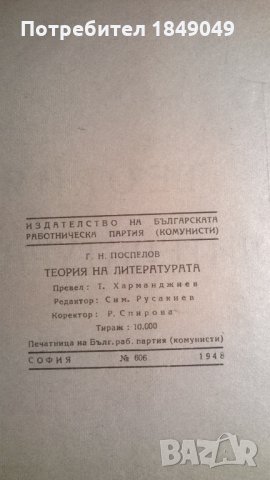 Потребител 1849049
ИЗДАТЕЛСТВО НА БЪЛГАРСКАТА
РАБОТНИЧЕСКА ПАРТИЯ (КОМУНИСТИ)
Г. Н. ПОСПЕЛОВ
ТЕОРИЯ НА ЛИТЕРАТУРАТА
Превел: Т. Харманджиев
Редактор: Сим. Русакиев
Коректор: Р. Спирова
Тираж: 10.000
Печатница на Бълг. раб. партия (комунисти)
СОФИЯ № 606 1948
BAZAR